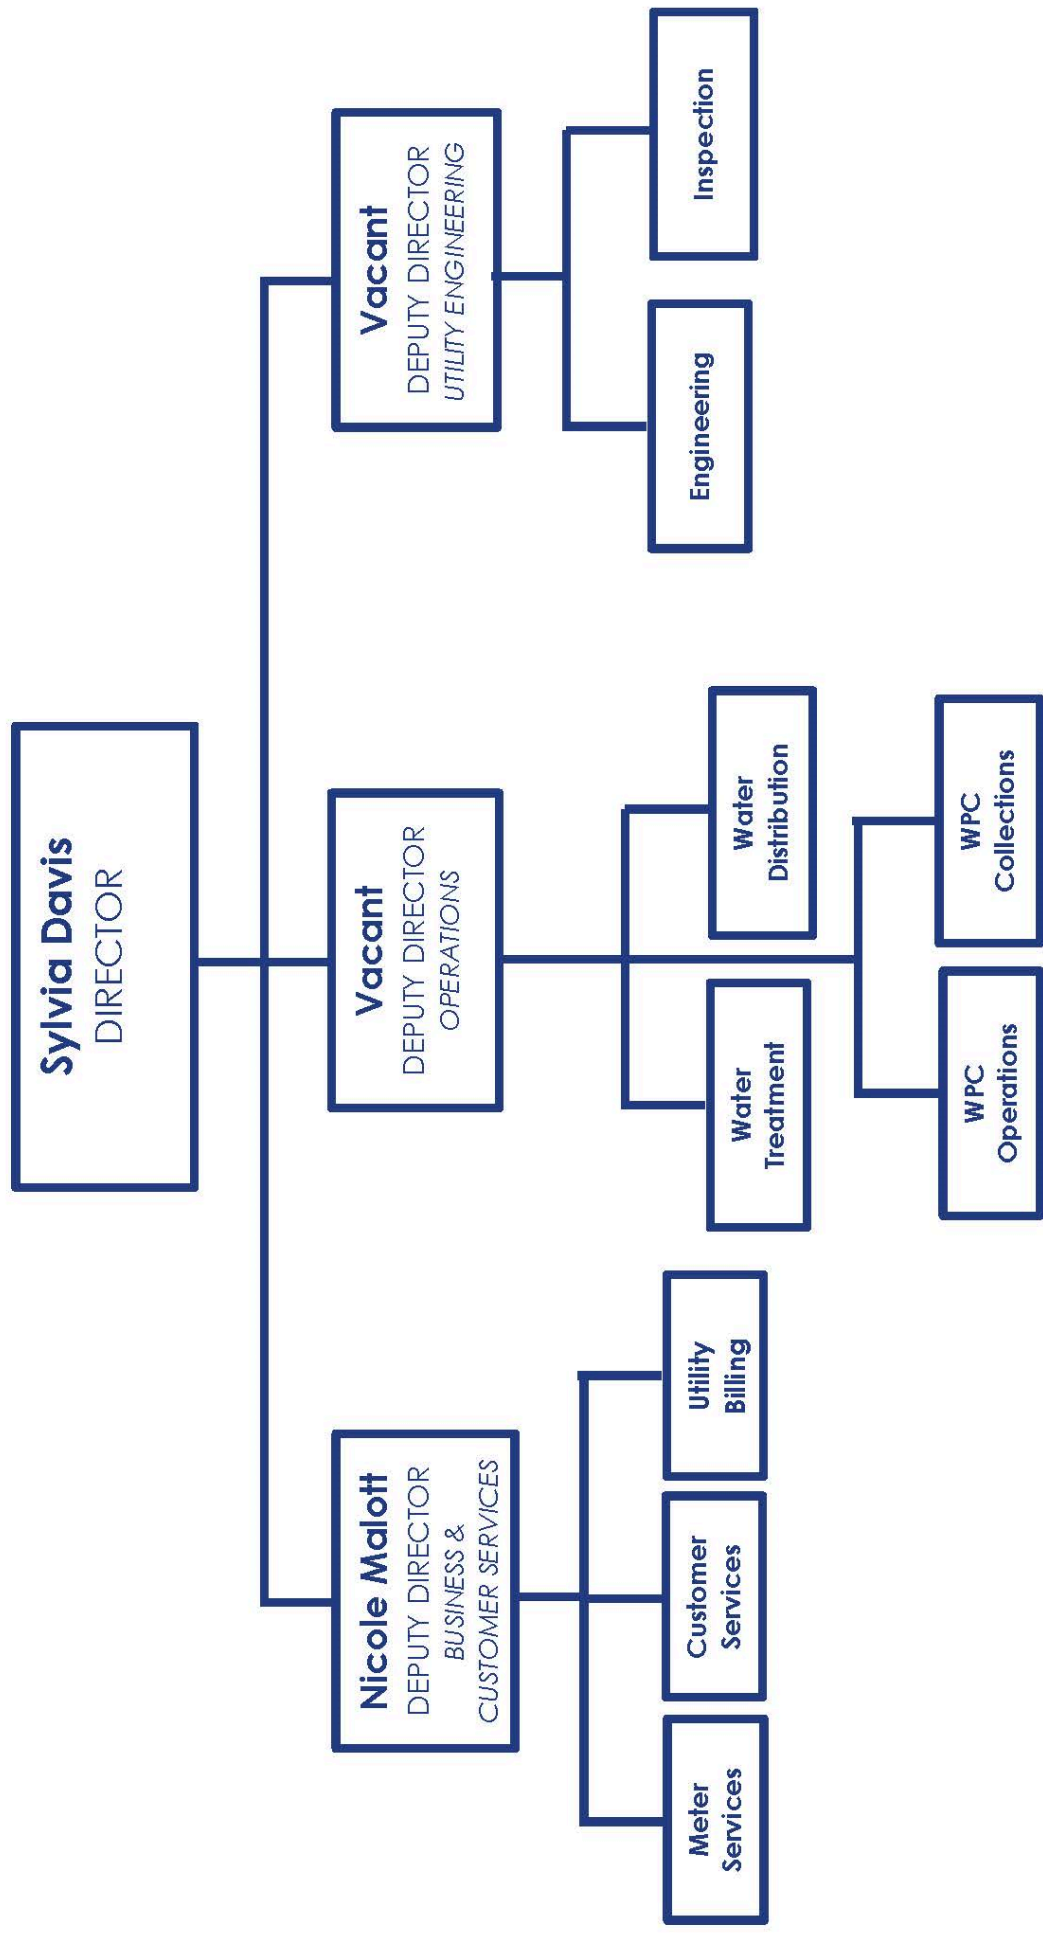 Sylvia Davis
DIRECTOR
Nicole Malott
DEPUTY DIRECTOR
BUSINESS &
CUSTOMER SERVICES
Vacant
DEPUTY DIRECTOR
OPERATIONS
Vacant
DEPUTY DIRECTOR
UTILITY ENGINEERING
Meter
Services
Customer
Services
Utility
Billing
Water
Treatment
Water
Distribution
WPC
Operations
WPC
Collections
Engineering
Inspection